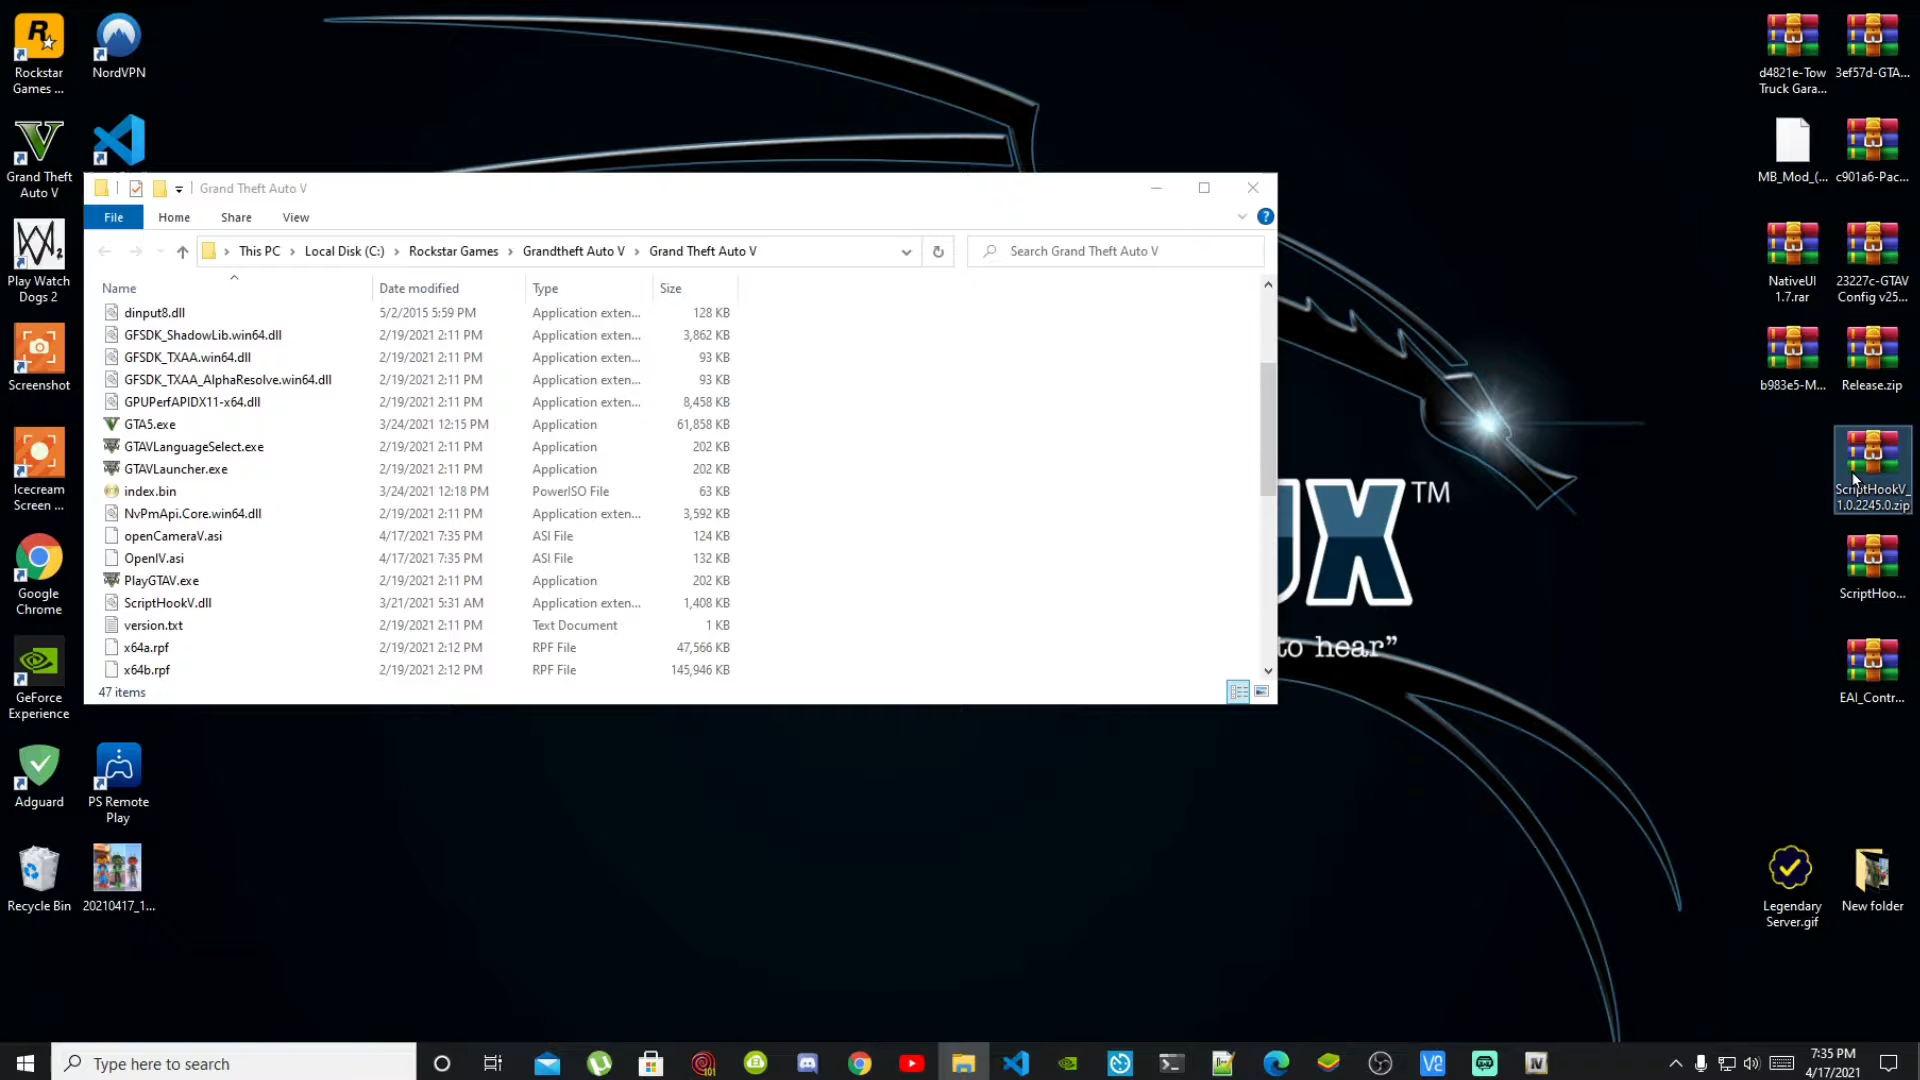 Rockstar
Games ...
NordVPN
Grand Theft
Auto V
Play Watch
Dogs 2
Screenshot
Icecream
Screen ...
Google
Chrome
GeForce
Experience
Adguard
PS Remote
Play
Recycle Bin
20210417_1...
Grand Theft Auto V
File
Home
Share
View
This PC
Local Disk (C:)
Rockstar Games
Grandtheft Auto V
Grand Theft Auto V
Search Grand Theft Auto V
Name Date modified Type Size
dinput8.dll 5/2/2015 5:59 PM Application exten... 128 KB
GFSDK_ShadowLib.win64.dll 2/19/2021 2:11 PM Application exten... 3,862 KB
GFSDK_TXAA.win64.dll 2/19/2021 2:11 PM Application exten... 93 KB
GFSDK_TXAA_AlphaResolve.win64.dll 2/19/2021 2:11 PM Application exten... 93 KB
GPUPerfAPIDX11-x64.dll 2/19/2021 2:11 PM Application exten... 8,458 KB
GTA5.exe 3/24/2021 12:15 PM Application 61,858 KB
GTAVLanguageSelect.exe 2/19/2021 2:11 PM Application 202 KB
GTAVLauncher.exe 2/19/2021 2:11 PM Application 202 KB
index.bin 3/24/2021 12:18 PM PowerISO File 63 KB
NvPmApi.Core.win64.dll 2/19/2021 2:11 PM Application exten... 3,592 KB
openCameraV.asi 4/17/2021 7:35 PM ASI File 124 KB
OpenIV.asi 4/17/2021 7:35 PM ASI File 132 KB
PlayGTAV.exe 2/19/2021 2:11 PM Application 202 KB
ScriptHookV.dll 3/21/2021 5:31 AM Application exten... 1,408 KB
version.txt 2/19/2021 2:11 PM Text Document 1 KB
x64a.rpf 2/19/2021 2:12 PM RPF File 47,566 KB
x64b.rpf 2/19/2021 2:12 PM RPF File 145,946 KB
47 items
UX™
to hear”
d4821e-Tow
Truck Gara...
3ef57d-GTA...
MB_Mod_(...
c901a6-Pac...
NativeUI
1.7.rar
23227c-GTAV
Config v25...
b983e5-M...
Release.zip
ScriptHookV_
1.0.2245.0.zip
ScriptHoo...
EAI_Contr...
Legendary
Server.gif
New folder
Type here to search
7:35 PM
4/17/2021